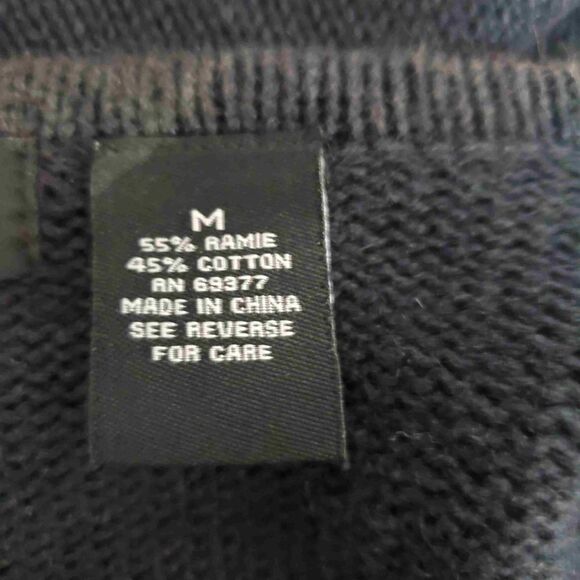 M
55% RAMIE
45% COTTON
RN 69377
MADE IN CHINA
SEE REVERSE
FOR CARE